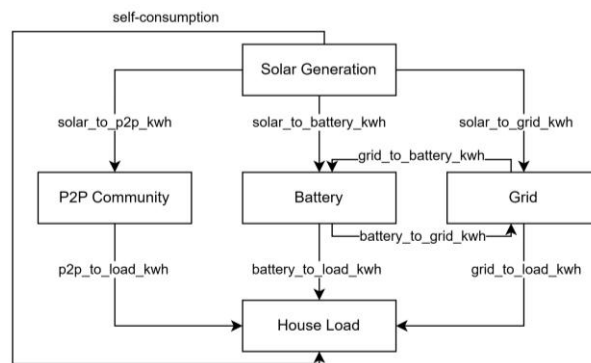 self-consumption
Solar Generation
solar_to_p2p_kwh
solar_to_battery_kwh
solar_to_grid_kwh
grid_to_battery_kwh
P2P Community
Battery
Grid
battery_to_grid_kwh
p2p_to_load_kwh
battery_to_load_kwh
grid_to_load_kwh
House Load